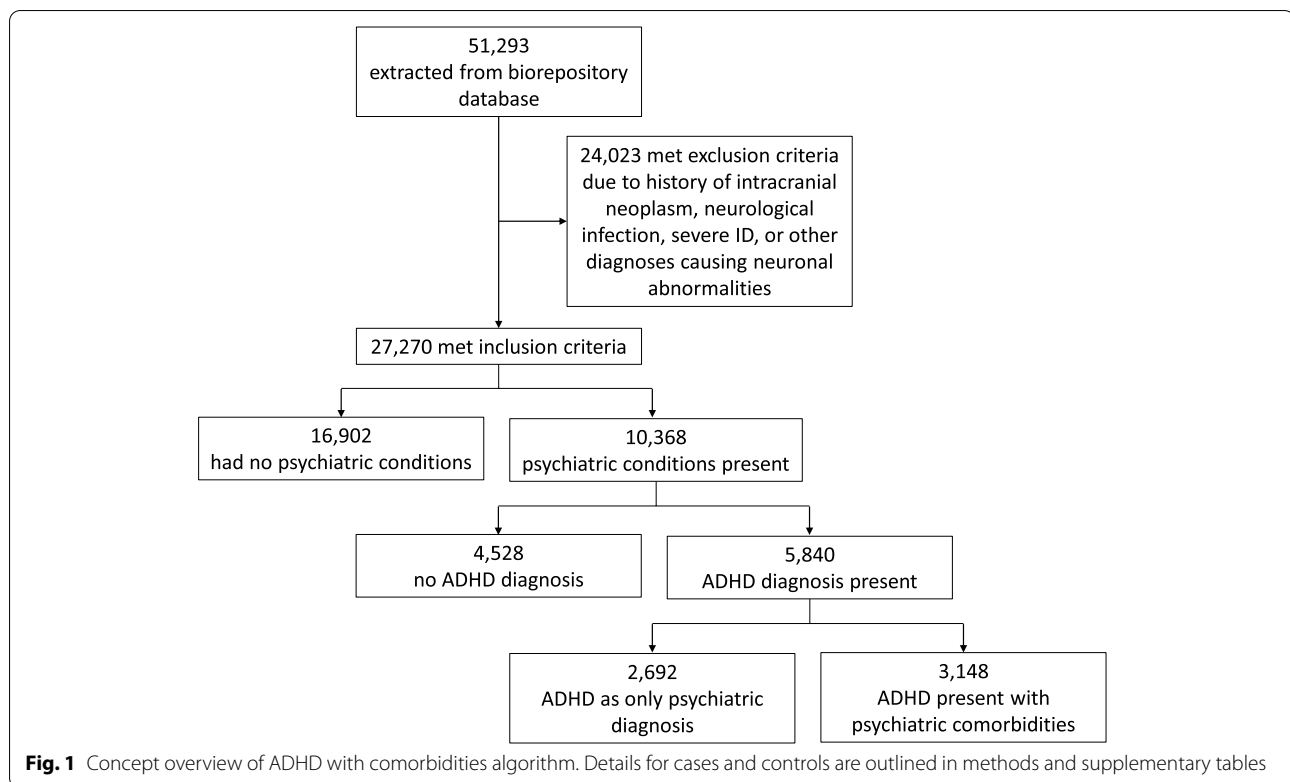 51,293
extracted from biorepository
database
24,023 met exclusion criteria
due to history of intracranial
neoplasm, neurological
infection, severe ID, or other
diagnoses causing neuronal
abnormalities
27,270 met inclusion criteria
16,902
had no psychiatric conditions
10,368
psychiatric conditions present
4,528
no ADHD diagnosis
5,840
ADHD diagnosis present
2,692
ADHD as only psychiatric
diagnosis
3,148
ADHD present with
psychiatric comorbidities
Fig. 1 Concept overview of ADHD with comorbidities algorithm. Details for cases and controls are outlined in methods and supplementary tables